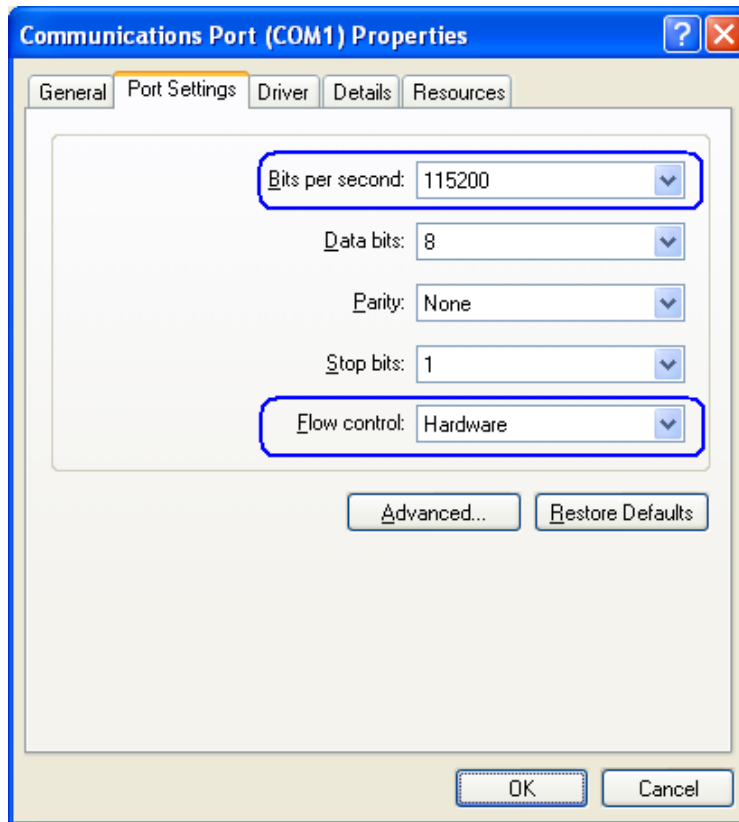 Communications Port (COM1) Properties
General Port Settings Driver Details Resources
Bits per second: 115200
Data bits: 8
Parity: None
Stop bits: 1
Flow control: Hardware
Advanced... Restore Defaults
OK Cancel